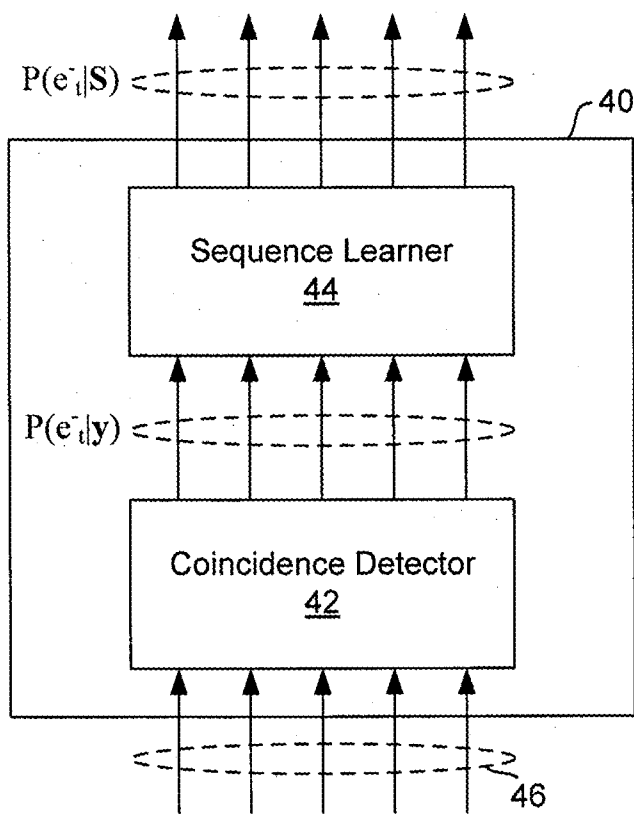 P(e⁻ₜ|S)
40
Sequence Learner
44
P(e⁻ₜ|y)
Coincidence Detector
42
46